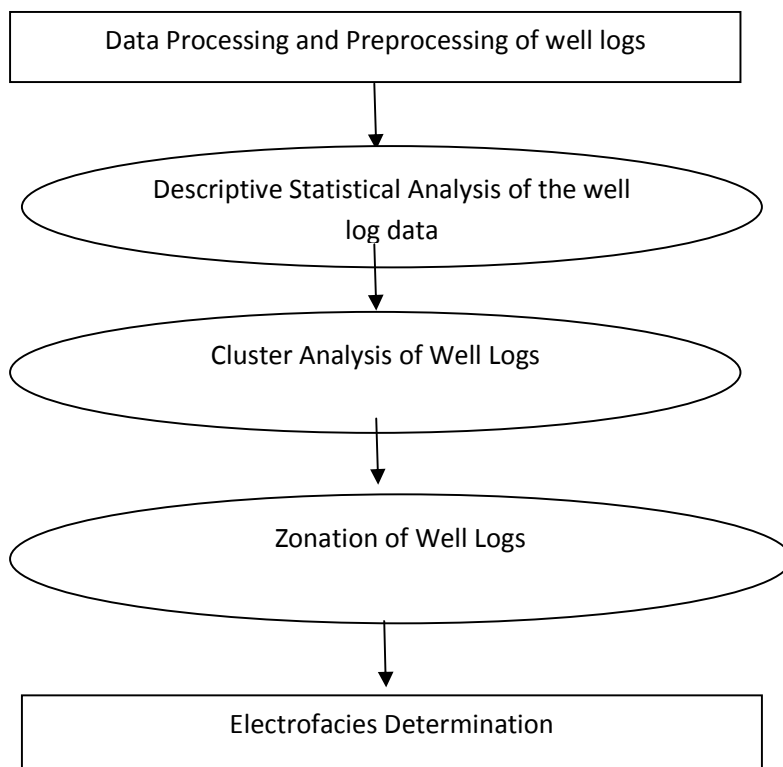 Data Processing and Preprocessing of well logs
Descriptive Statistical Analysis of the well
log data
Cluster Analysis of Well Logs
Zonation of Well Logs
Electrofacies Determination